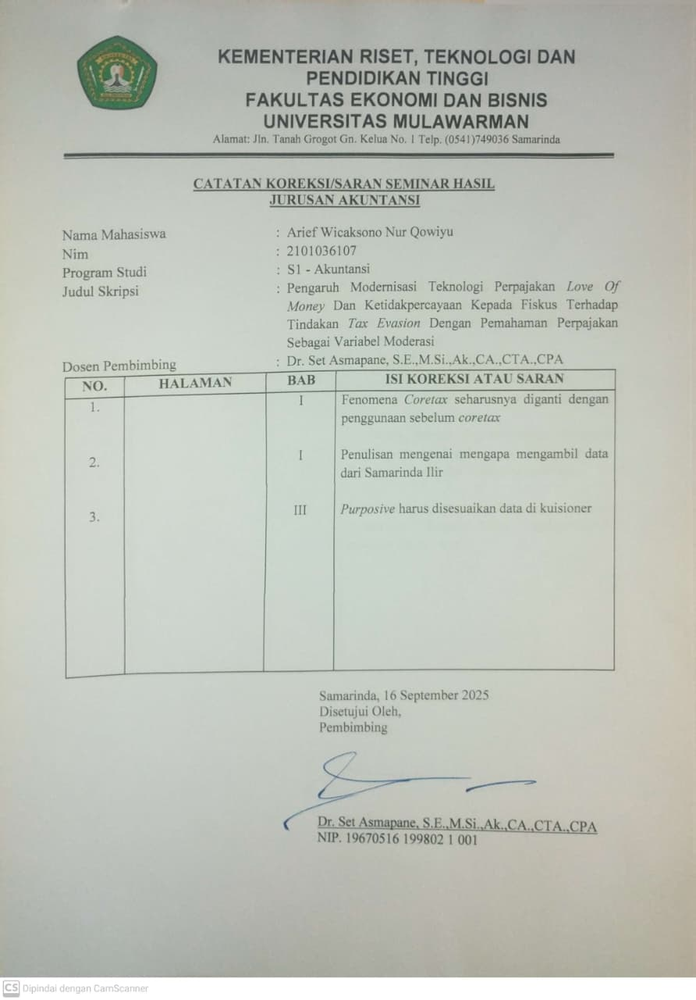 KEMENTERIAN RISET, TEKNOLOGI DAN
PENDIDIKAN TINGGI
FAKULTAS EKONOMI DAN BISNIS
UNIVERSITAS MULAWARMAN
Alamat: Jln. Tanah Grogot Gn. Kelua No. 1 Telp. (0541)749036 Samarinda
CATATAN KOREKSI/SARAN SEMINAR HASIL
JURUSAN AKUNTANSI
Nama Mahasiswa : Arief Wicaksono Nur Qowiyu
Nim : 2101036107
Program Studi : S1 - Akuntansi
Judul Skripsi : Pengaruh Modernisasi Teknologi Perpajakan Love Of
Money Dan Ketidakpercayaan Kepada Fiskus Terhadap
Tindakan Tax Evasion Dengan Pemahaman Perpajakan
Sebagai Variabel Moderasi
Dosen Pembimbing : Dr. Set Asmapane, S.E.,M.Si.,Ak.,CA.,CTA.,CPA
NO. HALAMAN BAB ISI KOREKSI ATAU SARAN
1. I Fenomena Coretax seharusnya diganti dengan
penggunaan sebelum coretax
2. I Penulisan mengenai mengapa mengambil data
dari Samarinda Ilir
3. III Purposive harus disesuaikan data di kuisioner
Samarinda, 16 September 2025
Disetujui Oleh,
Pembimbing
Dr. Set Asmapane, S.E.,M.Si.,Ak.,CA.,CTA.,CPA
NIP. 19670516 199802 1 001
CS Dipindai dengan CamScanner